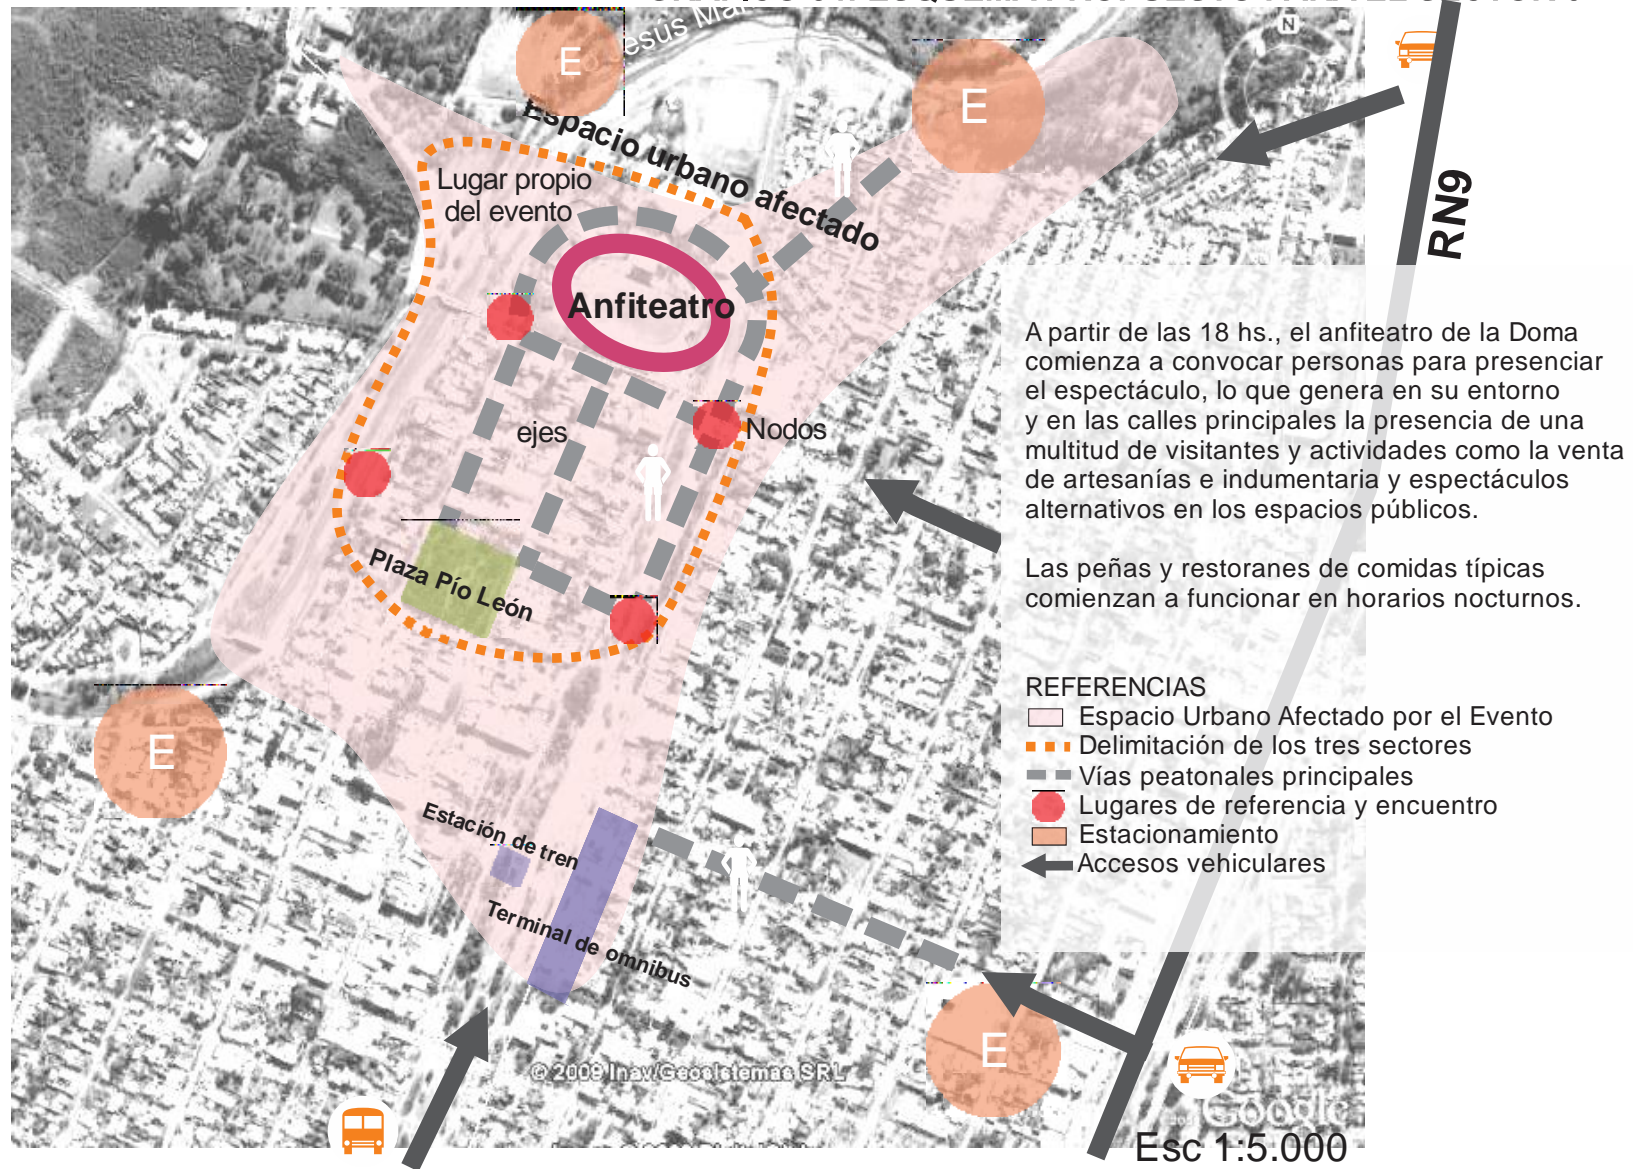 E
E
N
Espacio urbano afectado
Lugar propio
del evento
Anfiteatro
RN9
ejes
Nodos
Plaza Pío León
A partir de las 18 hs., el anfiteatro de la Doma
comienza a convocar personas para presenciar
el espectáculo, lo que genera en su entorno
y en las calles principales la presencia de una
multitud de visitantes y actividades como la venta
de artesanías e indumentaria y espectáculos
alternativos en los espacios públicos.
Las peñas y restoranes de comidas típicas
comienzan a funcionar en horarios nocturnos.
REFERENCIAS
Espacio Urbano Afectado por el Evento
Delimitación de los tres sectores
Vías peatonales principales
Lugares de referencia y encuentro
Estacionamiento
Accesos vehiculares
E
Estación de tren
Terminal de omnibus
E
© 2009 Inav/Geosistemas SRL
Google
Esc 1:5.000